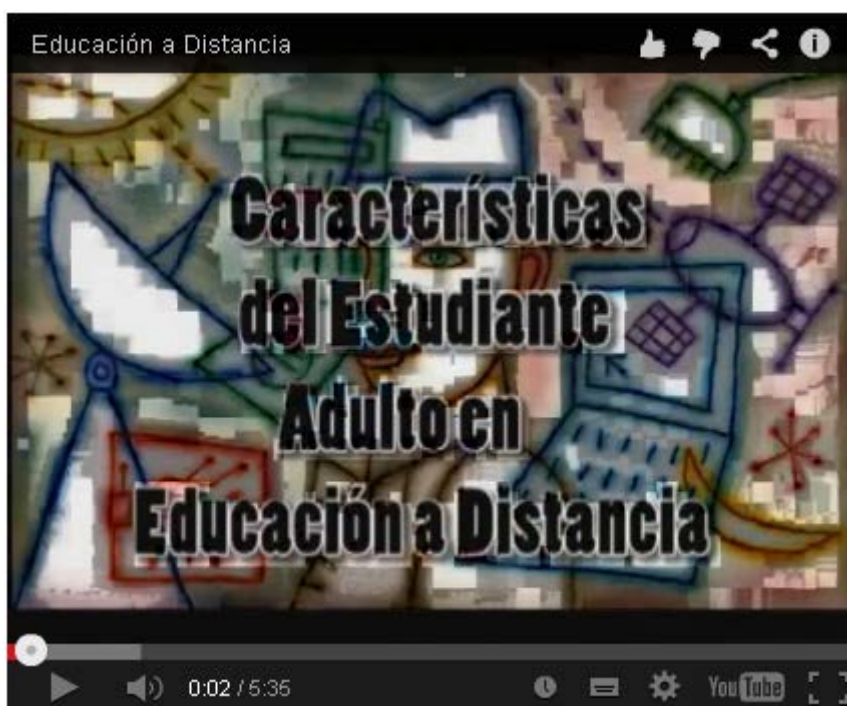 Educación a Distancia
Características
del Estudiante
Adulto en
Educación a Distancia
0:02 / 5:35
YouTube